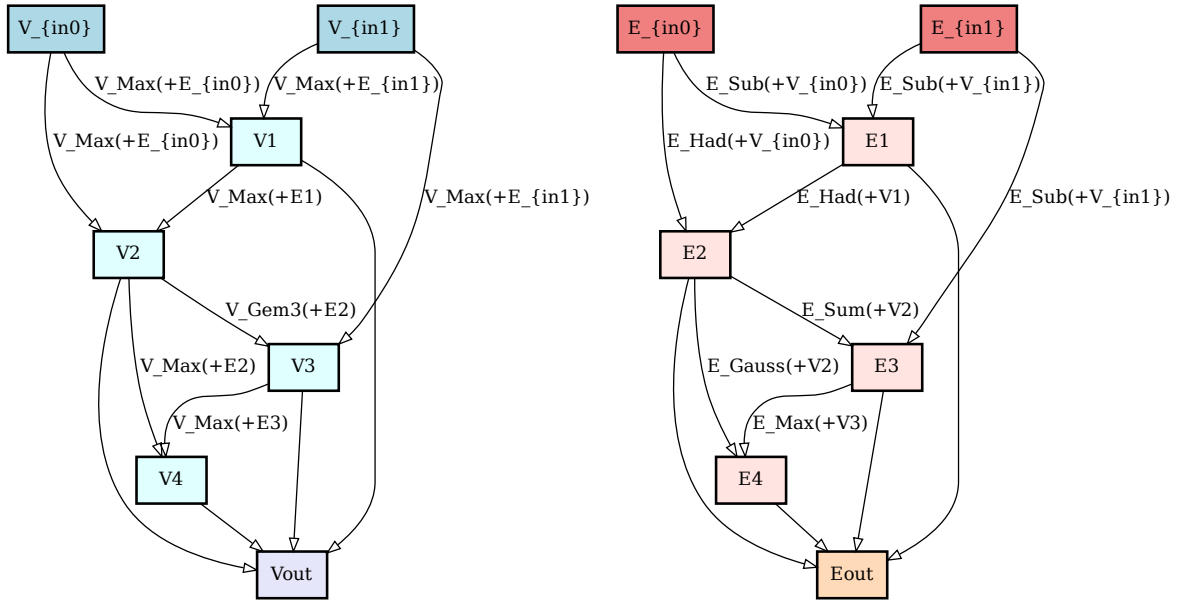 V_{in0}
V_{in1}
E_{in0}
E_{in1}
V_Max(+E_{in0})
V_Max(+E_{in1})
E_Sub(+V_{in0})
E_Sub(+V_{in1})
V_Max(+E_{in0})
V1
E_Had(+V_{in0})
E1
V_Max(+E1)
V_Max(+E_{in1})
E_Had(+V1)
E_Sub(+V_{in1})
V2
E2
V_Gem3(+E2)
E_Sum(+V2)
V_Max(+E2)
V3
E_Gauss(+V2)
E3
V_Max(+E3)
E_Max(+V3)
V4
E4
Vout
Eout